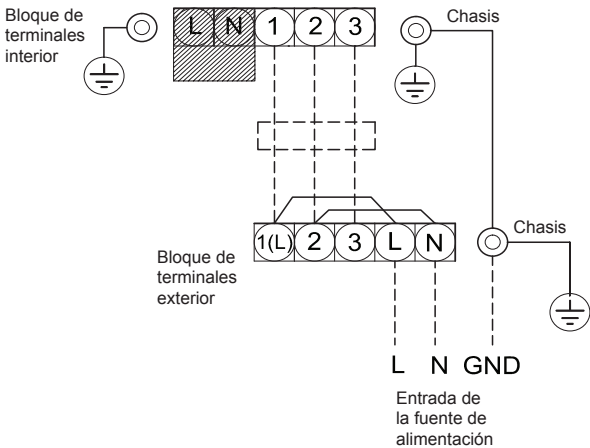 Bloque de
terminales
interior
L N 1 2 3
Chasis
1(L) 2 3 L N
Chasis
Bloque de
terminales
exterior
L N GND
Entrada de
la fuente de
alimentación